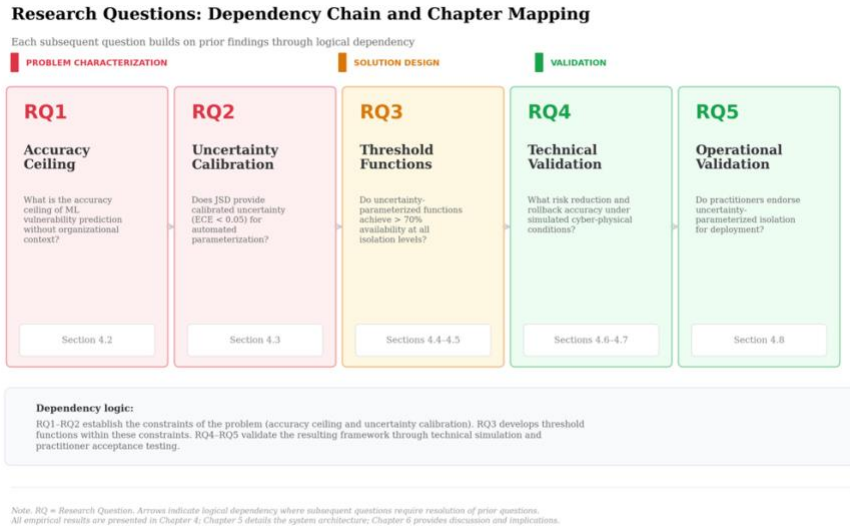 Research Questions: Dependency Chain and Chapter Mapping
Each subsequent question builds on prior findings through logical dependency
PROBLEM CHARACTERIZATION
SOLUTION DESIGN
VALIDATION
RQ1
Accuracy
Ceiling
What is the accuracy
ceiling of ML
vulnerability prediction
without organizational
context?
Section 4.2
RQ2
Uncertainty
Calibration
Does JSD provide
calibrated uncertainty
(ECE < 0.05) for
automated
parameterization?
Section 4.3
RQ3
Threshold
Functions
Do uncertainty-
parameterized functions
achieve > 70%
availability at all
isolation levels?
Sections 4.4–4.5
RQ4
Technical
Validation
What risk reduction and
rollback accuracy under
simulated cyber-physical
conditions?
Sections 4.6–4.7
RQ5
Operational
Validation
Do practitioners endorse
uncertainty-
parameterized isolation
for deployment?
Section 4.8
Dependency logic:
RQ1–RQ2 establish the constraints of the problem (accuracy ceiling and uncertainty calibration). RQ3 develops threshold
functions within these constraints. RQ4–RQ5 validate the resulting framework through technical simulation and
practitioner acceptance testing.
Note. RQ = Research Question. Arrows indicate logical dependency where subsequent questions require resolution of prior questions.
All empirical results are presented in Chapter 4; Chapter 5 details the system architecture; Chapter 6 provides discussion and implications.